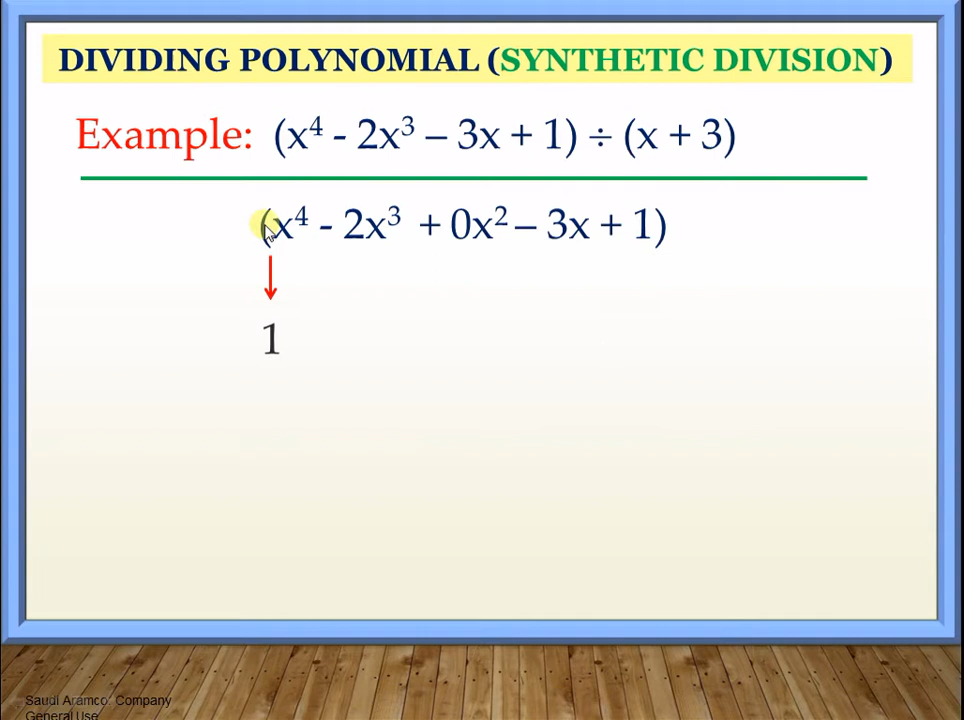 DIVIDING POLYNOMIAL (SYNTHETIC DIVISION)
Example: (x⁴ - 2x³ – 3x + 1) ÷ (x + 3)
(x⁴ - 2x³ + 0x² – 3x + 1)
1
Saudi Aramco: Company
General Use